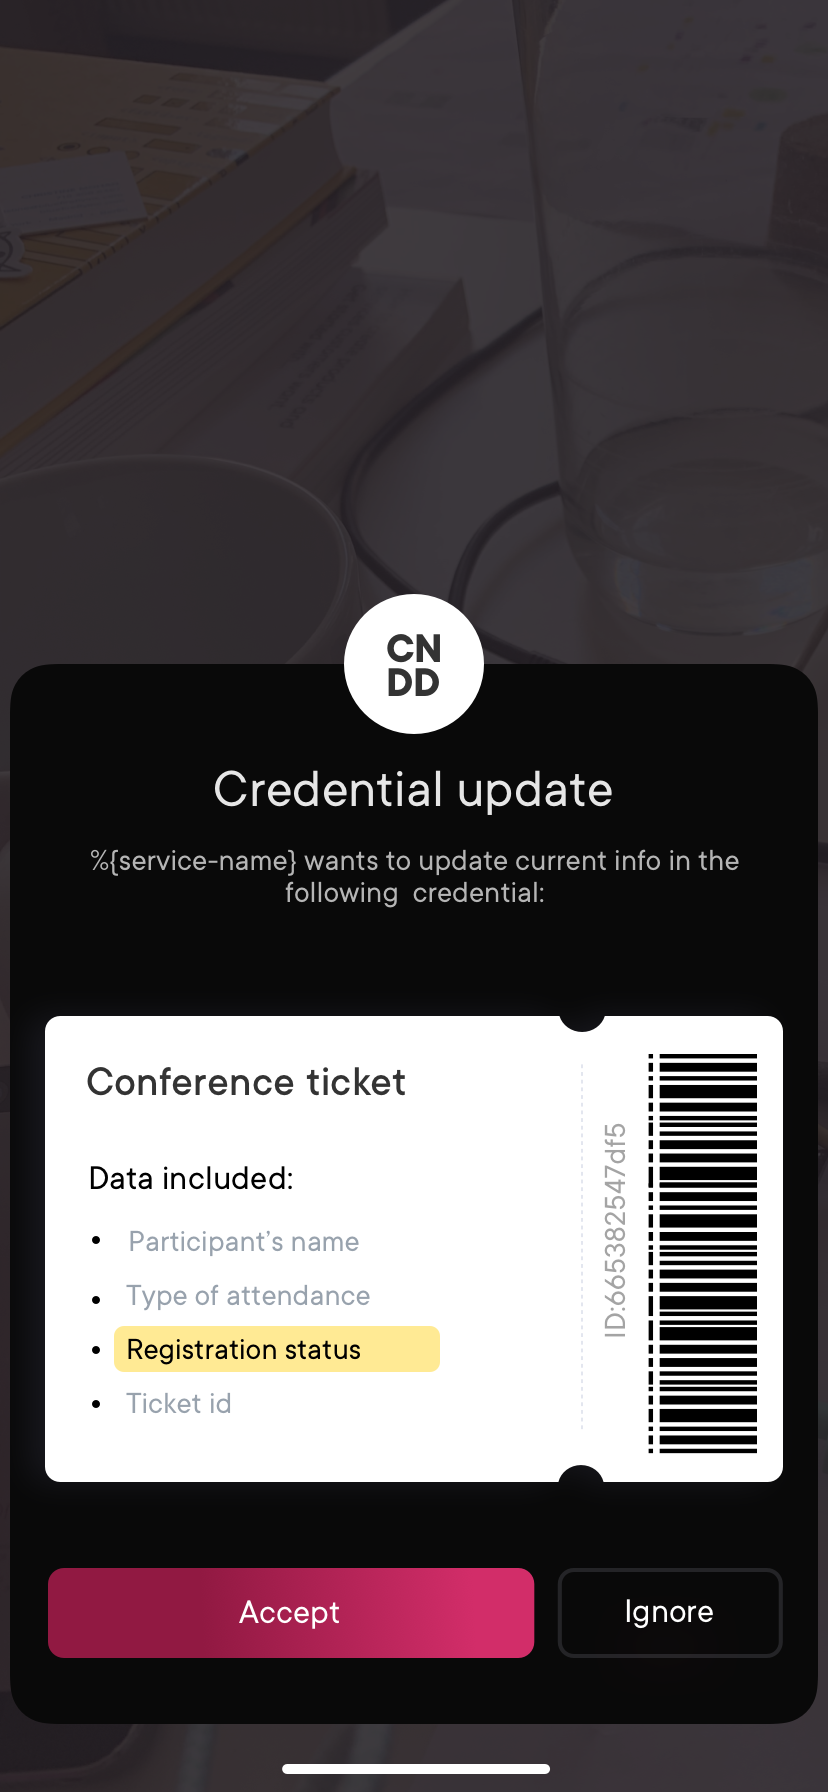 CN
DD
Credential update
%{service-name} wants to update current info in the
following  credential:
Conference ticket
Data included:
• Participant's name
• Type of attendance
• Registration status
• Ticket id
ID:665382547df5
Accept
Ignore